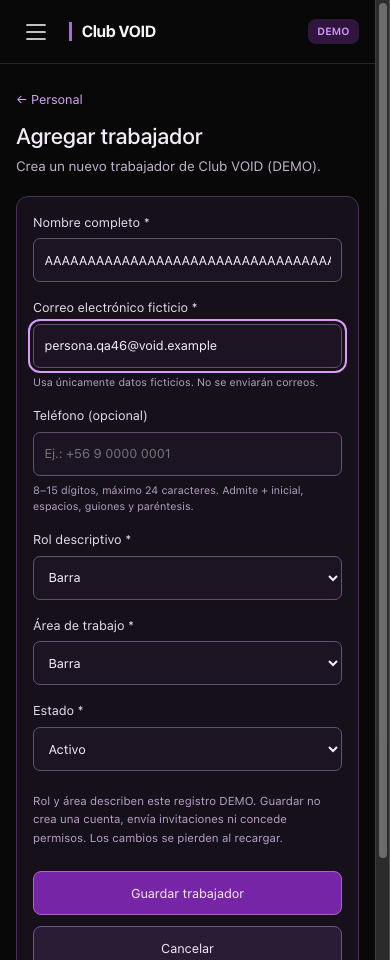 Club VOID
DEMO
← Personal
Agregar trabajador
Crea un nuevo trabajador de Club VOID (DEMO).
Nombre completo *
AAAAAAAAAAAAAAAAAAAAAAAAAAAAAAAAAA
Correo electrónico ficticio *
persona.qa46@void.example
Usa únicamente datos ficticios. No se enviarán correos.
Teléfono (opcional)
Ej.: +56 9 0000 0001
8–15 dígitos, máximo 24 caracteres. Admite + inicial,
espacios, guiones y paréntesis.
Rol descriptivo *
Barra
Área de trabajo *
Barra
Estado *
Activo
Rol y área describen este registro DEMO. Guardar no
crea una cuenta, envía invitaciones ni concede
permisos. Los cambios se pierden al recargar.
Guardar trabajador
Cancelar